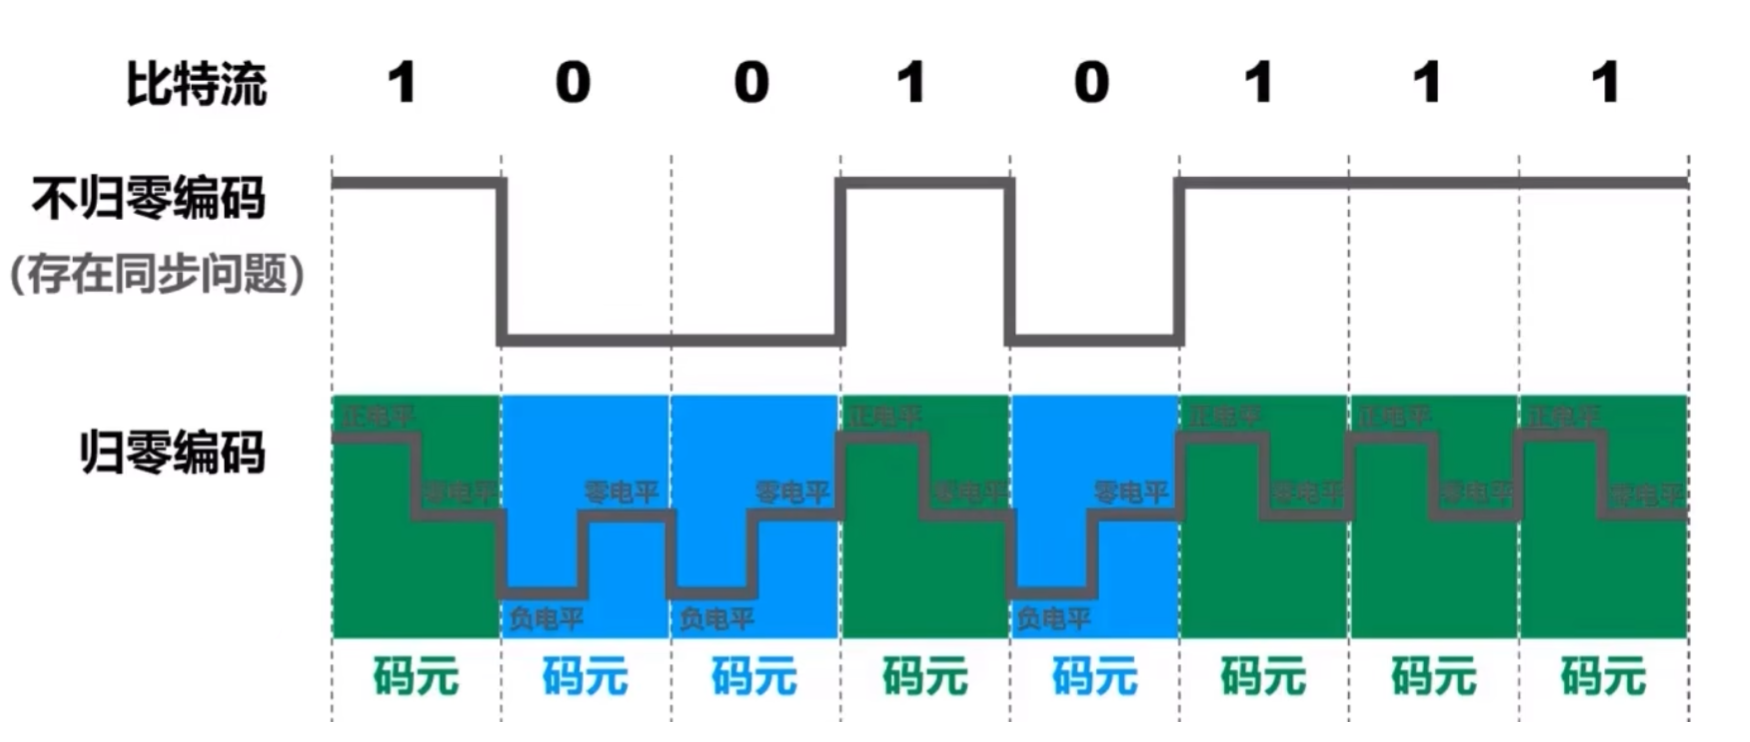 比特流 1 0 0 1 0 1 1 1
不归零编码
(存在同步问题)
正电平 正电平 正电平 正电平 正电平
归零编码
零电平 零电平 零电平 零电平 零电平 零电平 零电平 零电平
负电平 负电平 负电平
码元 码元 码元 码元 码元 码元 码元 码元